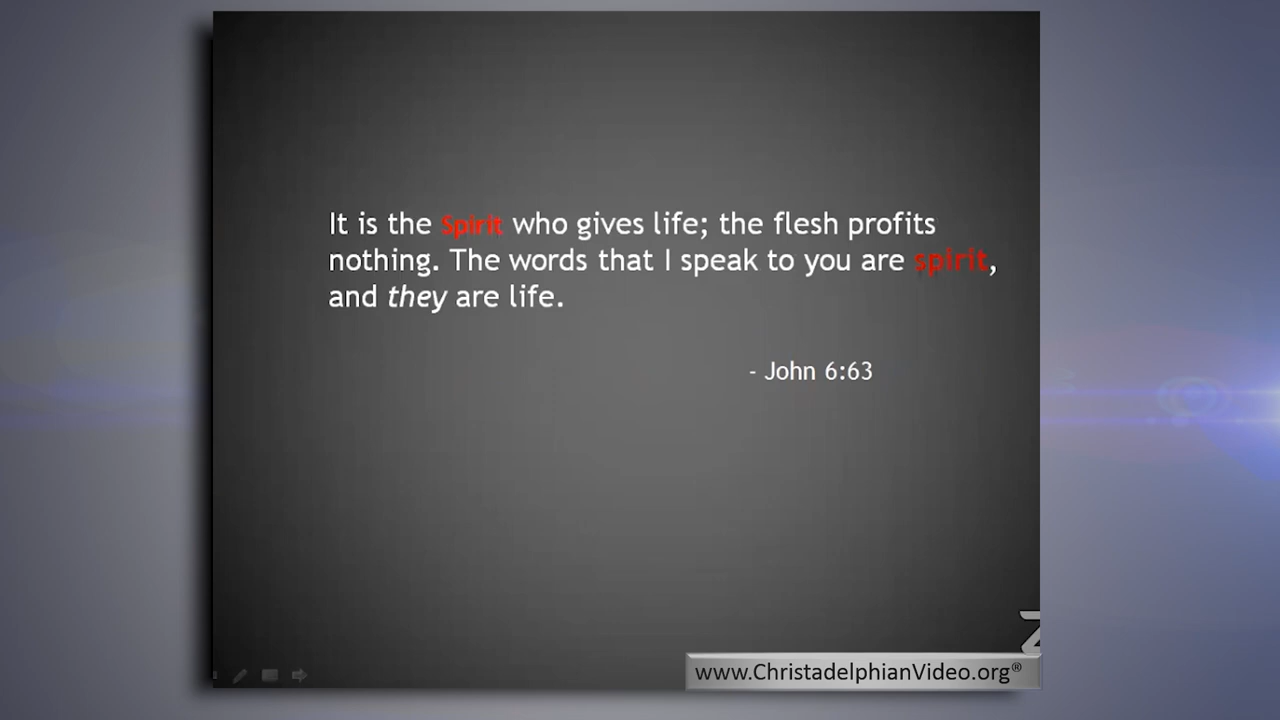 It is the Spirit who gives life; the flesh profits
nothing. The words that I speak to you are spirit,
and they are life.
- John 6:63
www.ChristadelphianVideo.org®